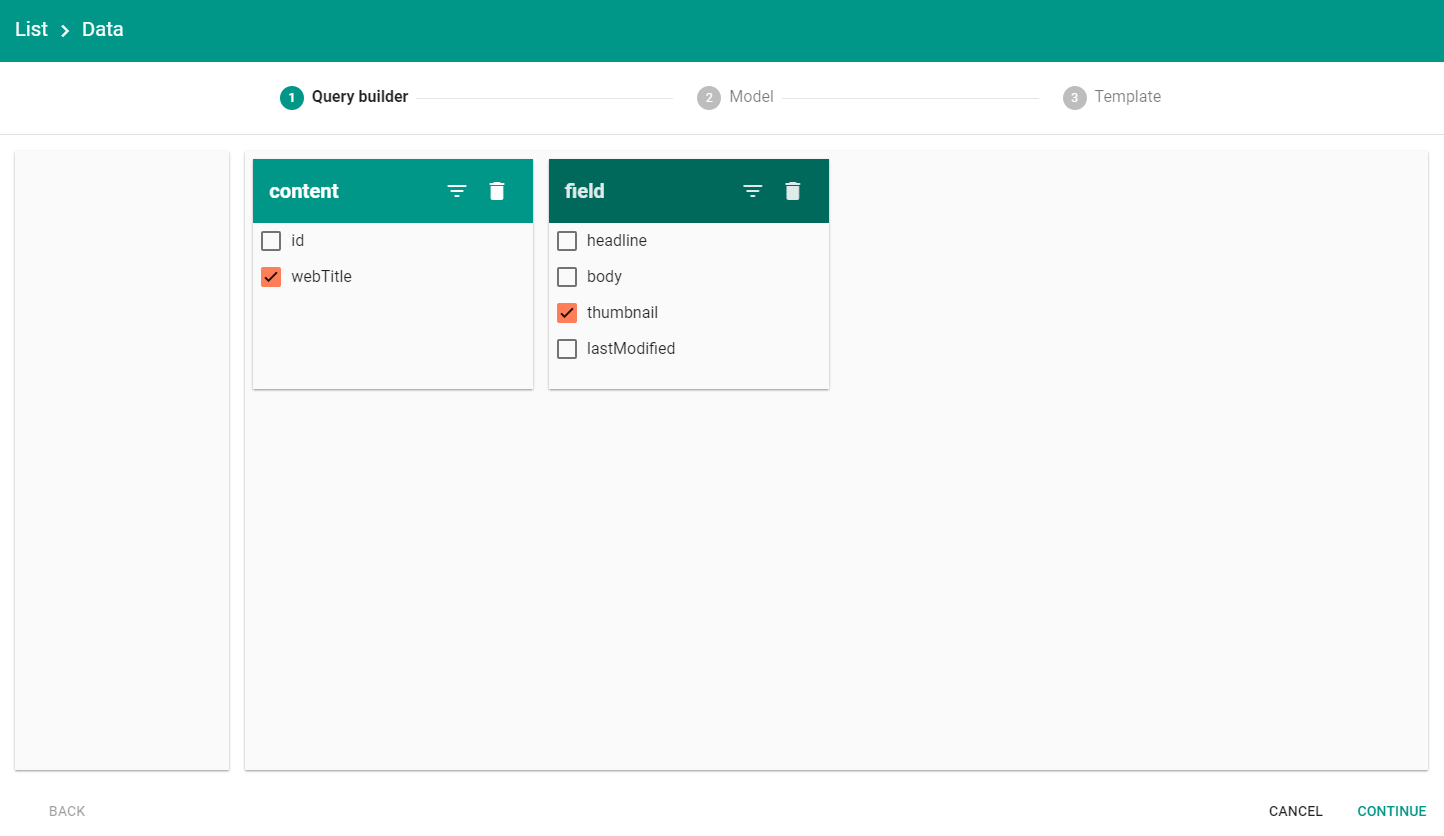 List > Data
1 Query builder
2 Model
3 Template
content
id
webTitle
field
headline
body
thumbnail
lastModified
BACK
CANCEL
CONTINUE